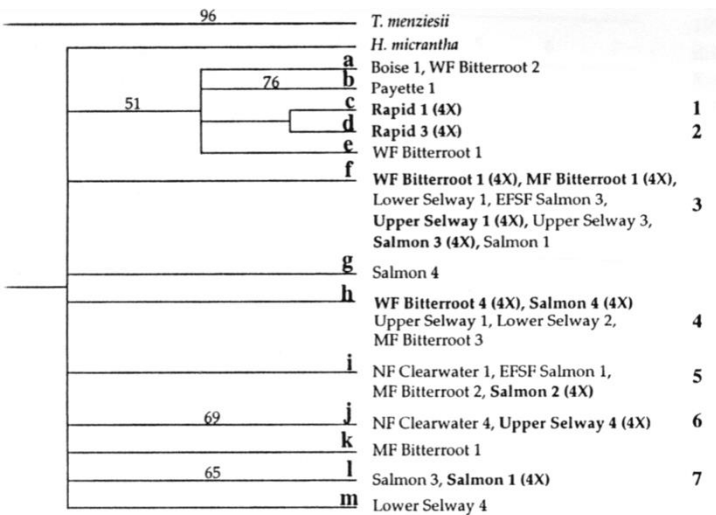 96 T. menziesii
H. micrantha
a Boise 1, WF Bitterroot 2
76 b Payette 1
51 c Rapid 1 (4X) 1
d Rapid 3 (4X) 2
e WF Bitterroot 1
f WF Bitterroot 1 (4X), MF Bitterroot 1 (4X),
Lower Selway 1, EFSF Salmon 3, 3
Upper Selway 1 (4X), Upper Selway 3,
Salmon 3 (4X), Salmon 1
g Salmon 4
h WF Bitterroot 4 (4X), Salmon 4 (4X)
Upper Selway 1, Lower Selway 2, 4
MF Bitterroot 3
i NF Clearwater 1, EFSF Salmon 1, 5
MF Bitterroot 2, Salmon 2 (4X)
69 j NF Clearwater 4, Upper Selway 4 (4X) 6
k MF Bitterroot 1
65 l Salmon 3, Salmon 1 (4X) 7
m Lower Selway 4